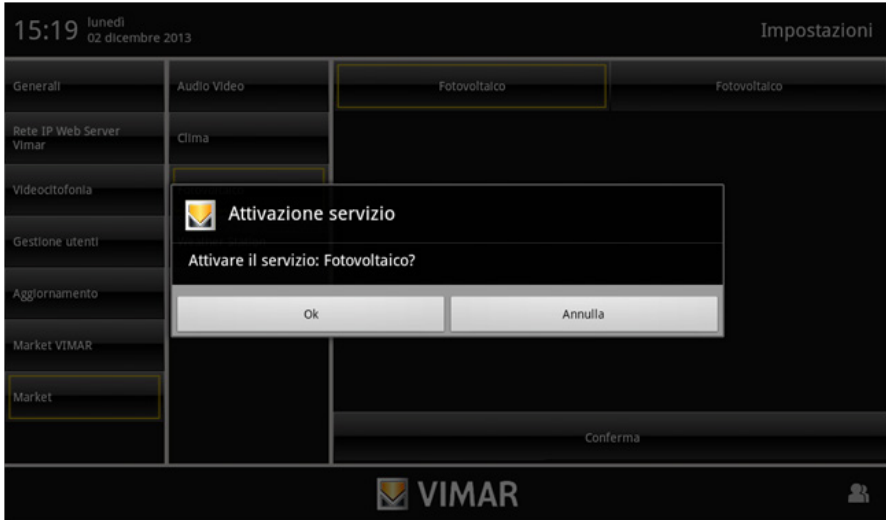 15:19
lunedì
02 dicembre 2013
Impostazioni
Generali
Rete IP Web Server
Vimar
Videocitofonia
Gestione utenti
Aggiornamento
Market VIMAR
Market
Audio Video
Clima
Fotovoltaico
Fotovoltaico
Attivazione servizio
Attivare il servizio: Fotovoltaico?
Ok
Annulla
Conferma
VIMAR